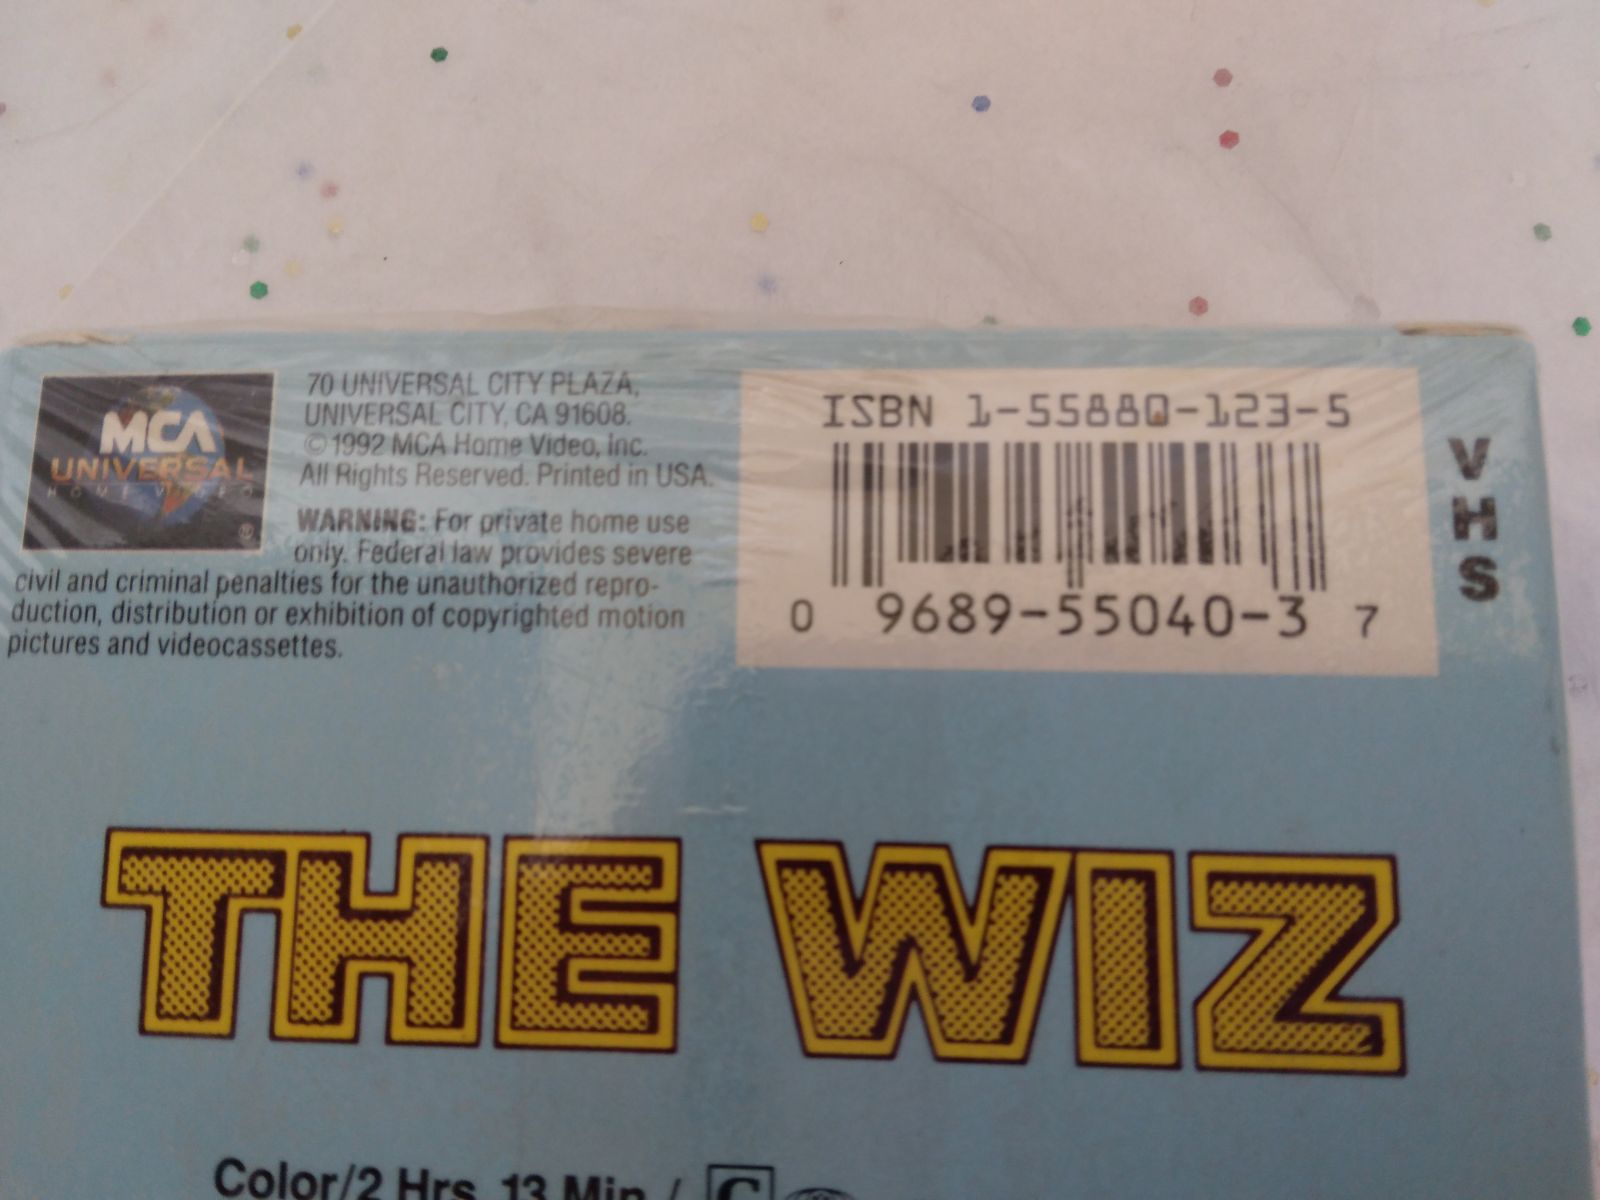 MCA
UNIVERSAL
HOME VIDEO
70 UNIVERSAL CITY PLAZA,
UNIVERSAL CITY, CA 91608.
©1992 MCA Home Video, Inc.
All Rights Reserved. Printed in USA.
WARNING: For private home use
only. Federal law provides severe
civil and criminal penalties for the unauthorized repro-
duction, distribution or exhibition of copyrighted motion
pictures and videocassettes.
ISBN 1-55880-123-5
0 9689-55040-3 7
VHS
THE WIZ
Color/2 Hrs. 13 Min./ C